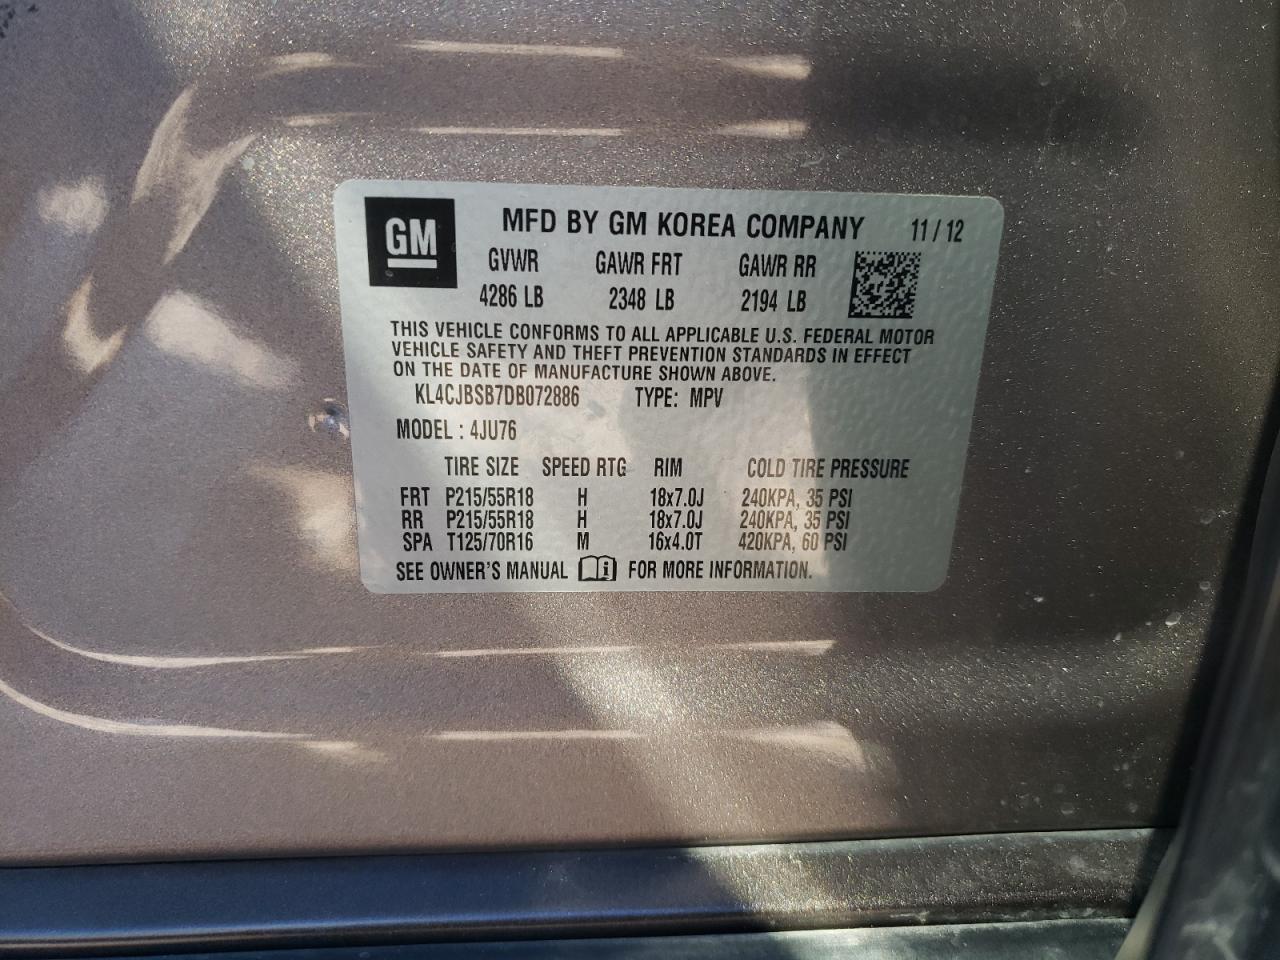 GM MFD BY GM KOREA COMPANY 11/12
GVWR GAWR FRT GAWR RR
4286 LB 2348 LB 2194 LB
THIS VEHICLE CONFORMS TO ALL APPLICABLE U.S. FEDERAL MOTOR
VEHICLE SAFETY AND THEFT PREVENTION STANDARDS IN EFFECT
ON THE DATE OF MANUFACTURE SHOWN ABOVE.
KL4CJBSB7DB072886 TYPE: MPV
MODEL : 4JU76
TIRE SIZE SPEED RTG RIM COLD TIRE PRESSURE
FRT P215/55R18 H 18x7.0J 240KPA, 35 PSI
RR P215/55R18 H 18x7.0J 240KPA, 35 PSI
SPA T125/70R16 M 16x4.0T 420KPA, 60 PSI
SEE OWNER'S MANUAL i FOR MORE INFORMATION.